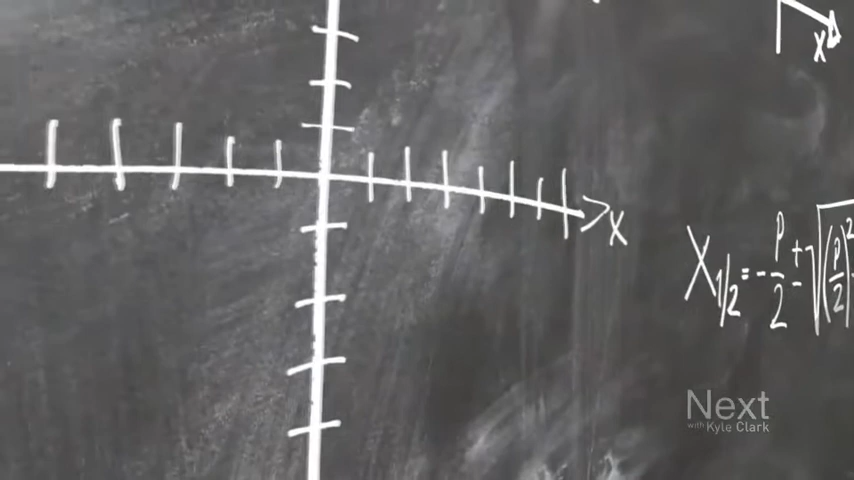 x
x
X1/2 = - p/2 ± √(p/2)²
Next
with Kyle Clark